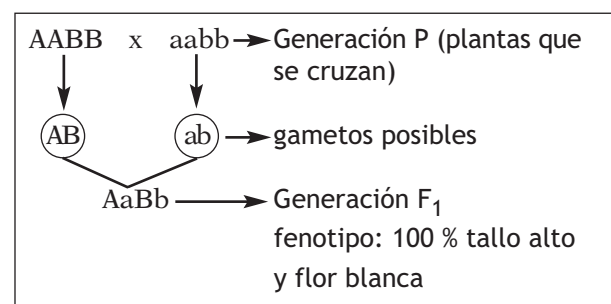 AABB x aabb Generación P (plantas que
se cruzan)
AB ab gametos posibles
AaBb Generación F1
fenotipo: 100 % tallo alto
y flor blanca